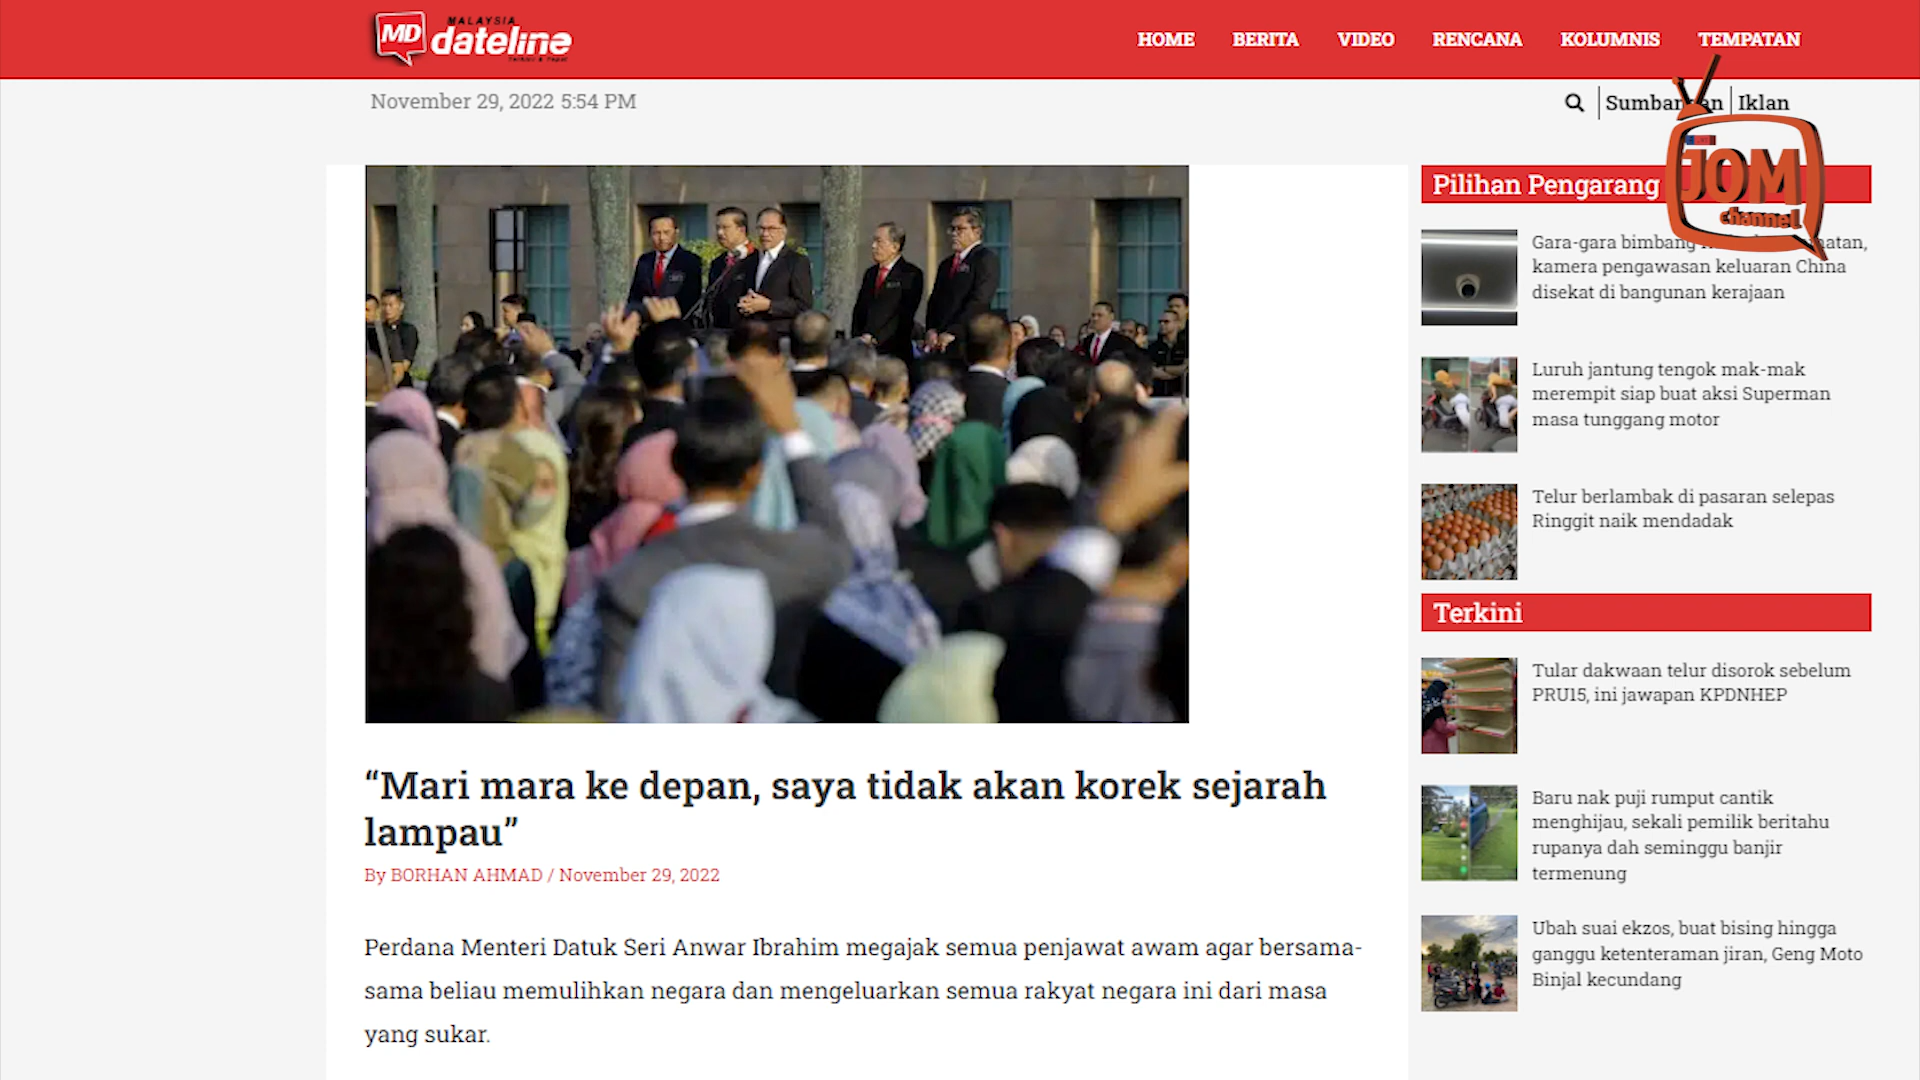 MD
MALAYSIA
dateline
Terkini & Tepat
HOME
BERITA
VIDEO
RENCANA
KOLUMNIS
TEMPATAN
November 29, 2022 5:54 PM
Iklan
JOM
channel
Pilihan Pengarang
Gara-gara bimbang
kamera pengawasan keluaran China
disekat di bangunan kerajaan
Luruh jantung tengok mak-mak
merempit siap buat aksi Superman
masa tunggang motor
Telur berlambak di pasaran selepas
Ringgit naik mendadak
Terkini
Tular dakwaan telur disorok sebelum
PRU15, ini jawapan KPDNHEP
Baru nak puji rumput cantik
menghijau, sekali pemilik beritahu
rupanya dah seminggu banjir
termenung
Ubah suai ekzos, buat bising hingga
ganggu ketenteraman jiran, Geng Moto
Binjal kecundang
“Mari mara ke depan, saya tidak akan korek sejarah
lampau”
By BORHAN AHMAD / November 29, 2022
Perdana Menteri Datuk Seri Anwar Ibrahim megajak semua penjawat awam agar bersama-
sama beliau memulihkan negara dan mengeluarkan semua rakyat negara ini dari masa
yang sukar.